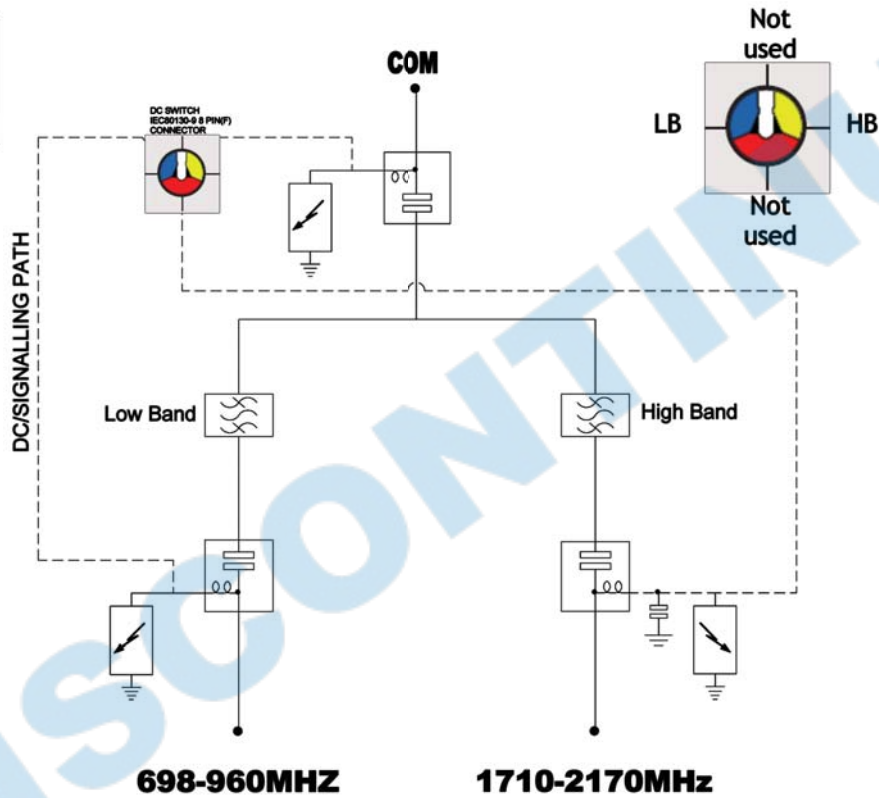 Not
used
COM
DC SWITCH
IEC60130-9 8 PIN(F)
CONNECTOR
LB
HB
Not
used
DC/SIGNALLING PATH
Low Band
High Band
698-960MHZ
1710-2170MHz
ISCONTINU